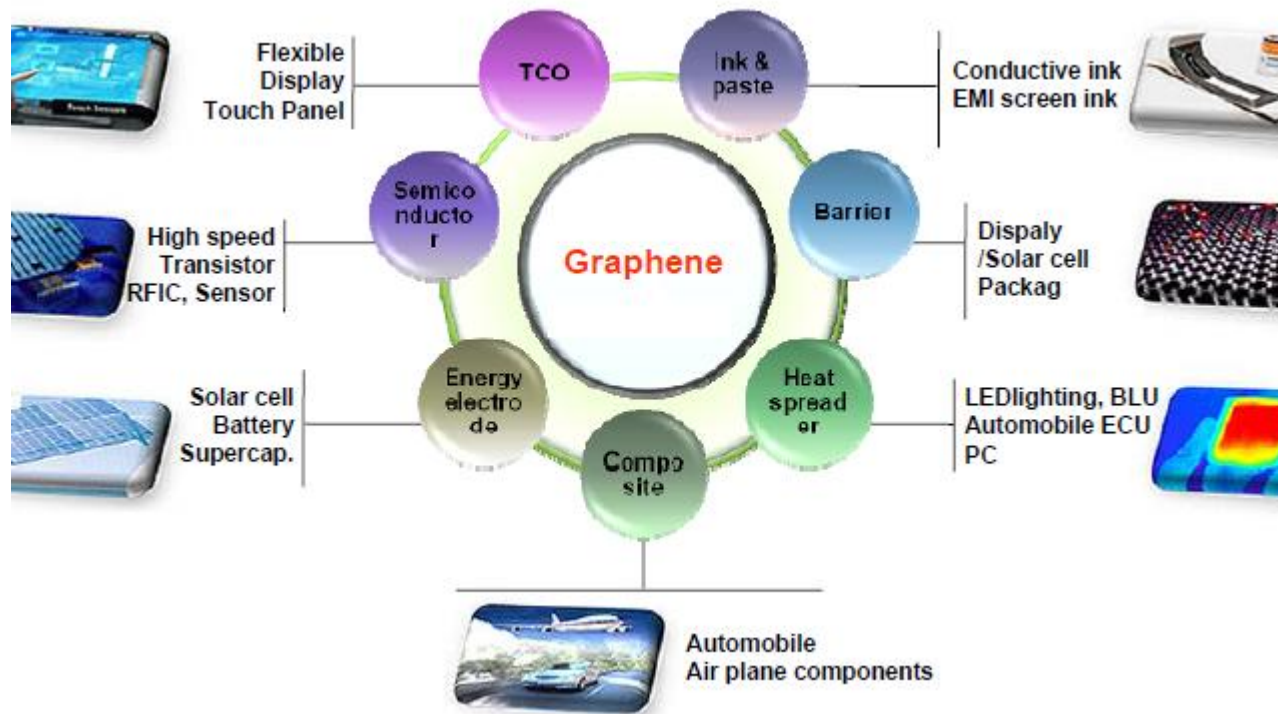 Flexible
Display
Touch Panel
TCO
Ink &
paste
Conductive ink
EMI screen ink
Semico
nducto
r
High speed
Transistor
RFIC, Sensor
Graphene
Barrier
Dispaly
/Solar cell
Packag
Energy
electro
de
Solar cell
Battery
Supercap.
Heat
spread
er
LEDlighting, BLU
Automobile ECU
PC
Compo
site
Automobile
Air plane components